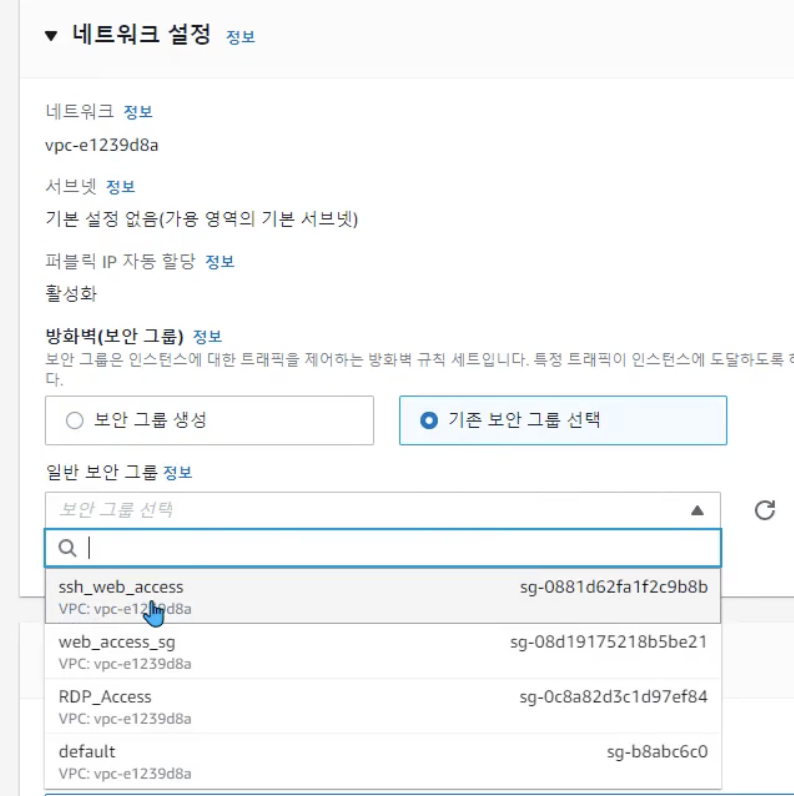 네트워크 설정 정보
네트워크 정보
vpc-e1239d8a
서브넷 정보
기본 설정 없음(가용 영역의 기본 서브넷)
퍼블릭 IP 자동 할당 정보
활성화
방화벽(보안 그룹) 정보
보안 그룹은 인스턴스에 대한 트래픽을 제어하는 방화벽 규칙 세트입니다. 특정 트래픽이 인스턴스에 도달하도록
다.
보안 그룹 생성
기존 보안 그룹 선택
일반 보안 그룹 정보
보안 그룹 선택
ssh_web_access sg-0881d62fa1f2c9b8b
VPC: vpc-e1239d8a
web_access_sg sg-08d19175218b5be21
VPC: vpc-e1239d8a
RDP_Access sg-0c8a82d3c1d97ef84
VPC: vpc-e1239d8a
default sg-b8abc6c0
VPC: vpc-e1239d8a